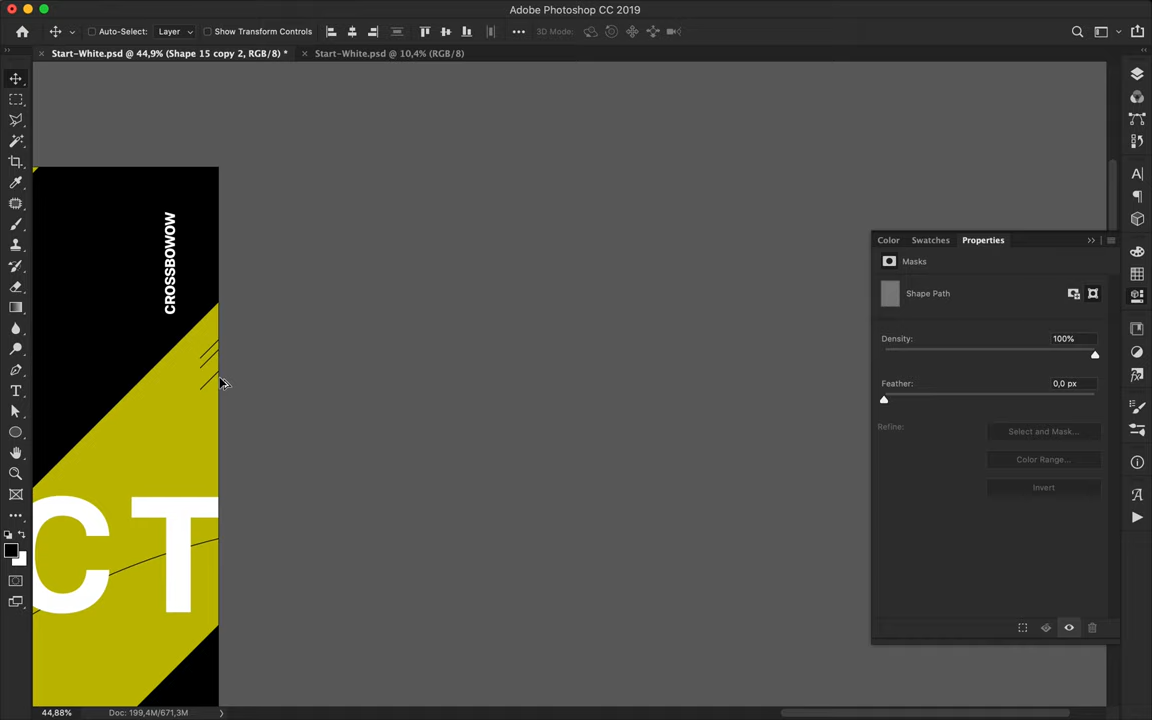 Adobe Photoshop CC 2019
Auto-Select: Layer Show Transform Controls 3D Mode:
Start-White.psd @ 44,9% (Shape 15 copy 2, RGB/8) * Start-White.psd @ 10,4% (RGB/8)
CROSSBOWOW
CT
Color Swatches Properties
Masks
Shape Path
Density: 100%
Feather: 0,0 px
Refine: Select and Mask...
Color Range...
Invert
44,88% Doc: 199,4M/671,3M